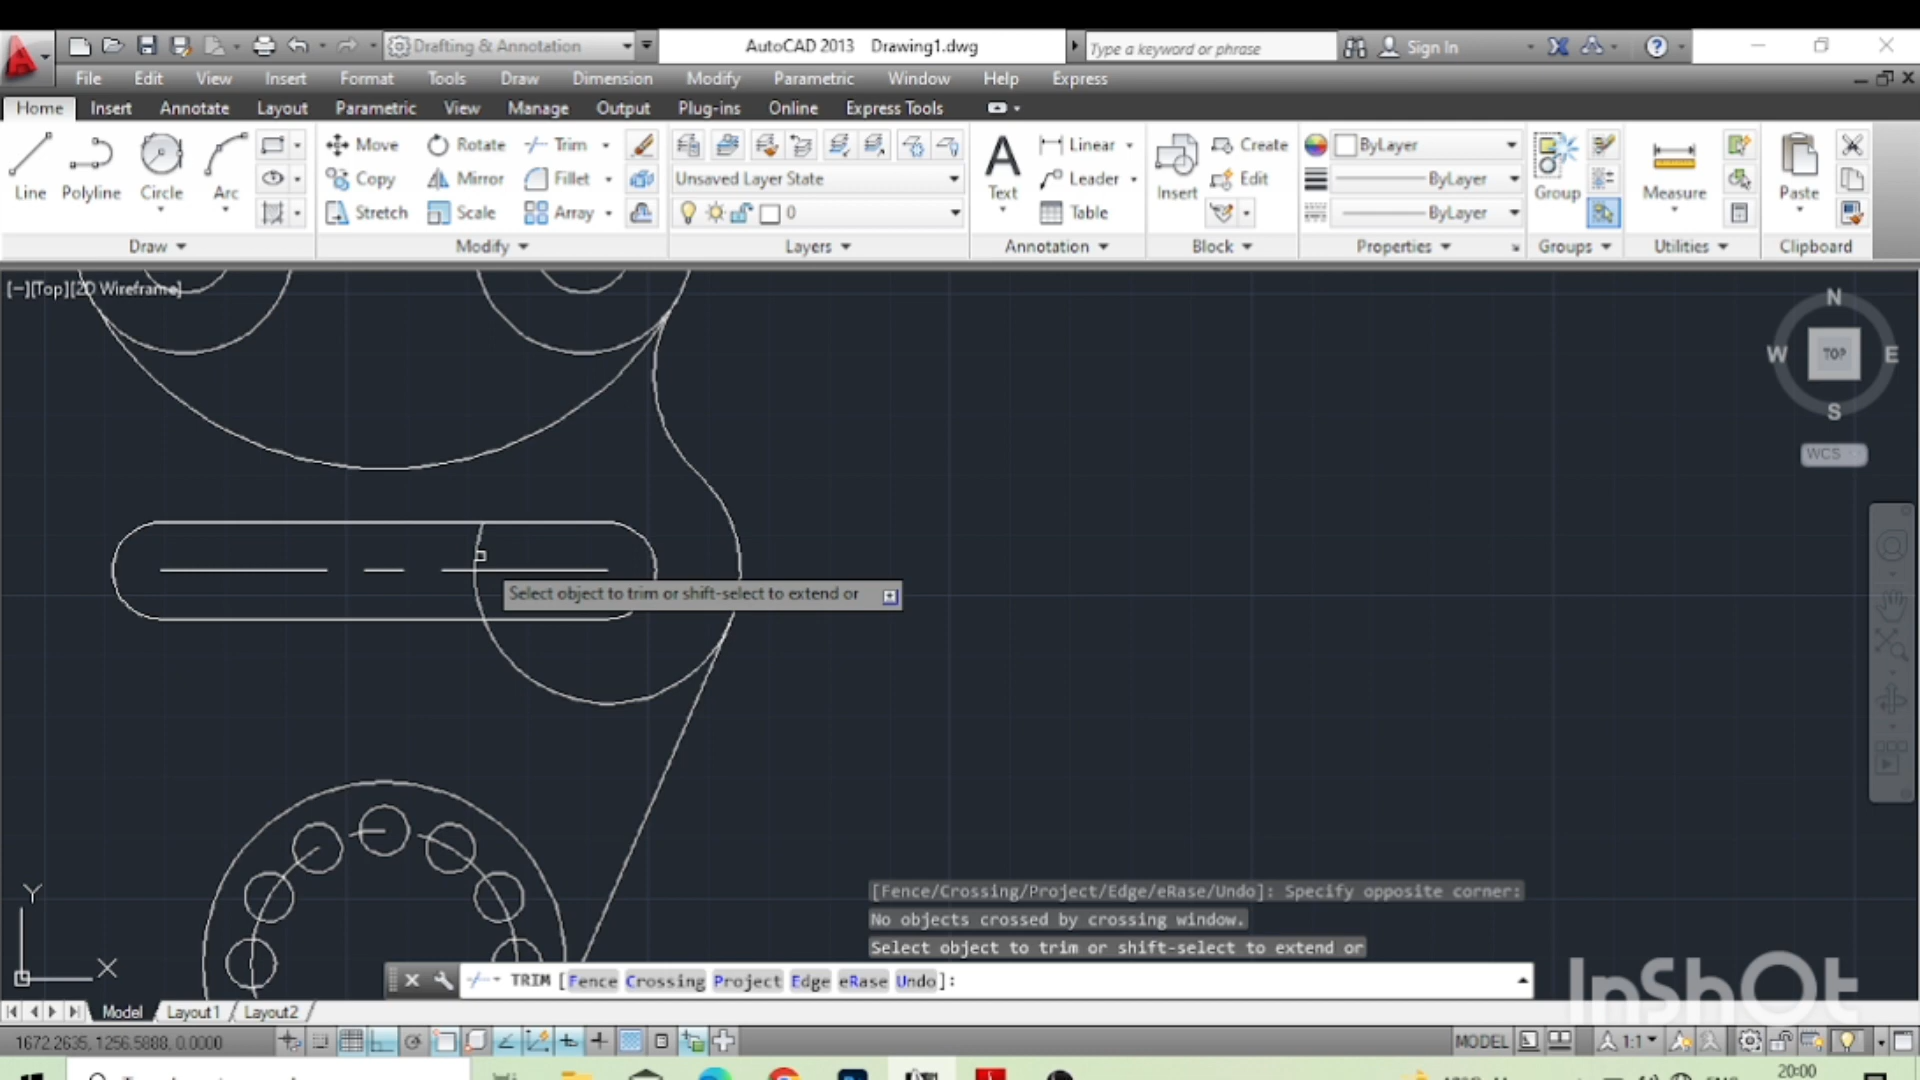 Drafting & Annotation
AutoCAD 2013 Drawing1.dwg
Type a keyword or phrase
Sign In
File Edit View Insert Format Tools Draw Dimension Modify Parametric Window Help Express
Home Insert Annotate Layout Parametric View Manage Output Plug-ins Online Express Tools
Move Rotate Trim
Linear
Create
ByLayer
Copy Mirror Fillet
Unsaved Layer State
Leader
Edit
ByLayer
Line Polyline Circle Arc
Text
Insert
Group
Measure
Paste
Stretch Scale Array
0
Table
ByLayer
Draw Modify Layers Annotation Block Properties Groups Utilities Clipboard
[−][Top][2D Wireframe]
N
W TOP E
S
WCS
Select object to trim or shift-select to extend or
[Fence/Crossing/Project/Edge/eRase/Undo]: Specify opposite corner:
No objects crossed by crossing window.
Select object to trim or shift-select to extend or
Y
X
TRIM [Fence Crossing Project Edge eRase Undo]:
InShOt
Model Layout1 Layout2
1672.2635, 1256.5888, 0.0000
MODEL
1:1
20:00